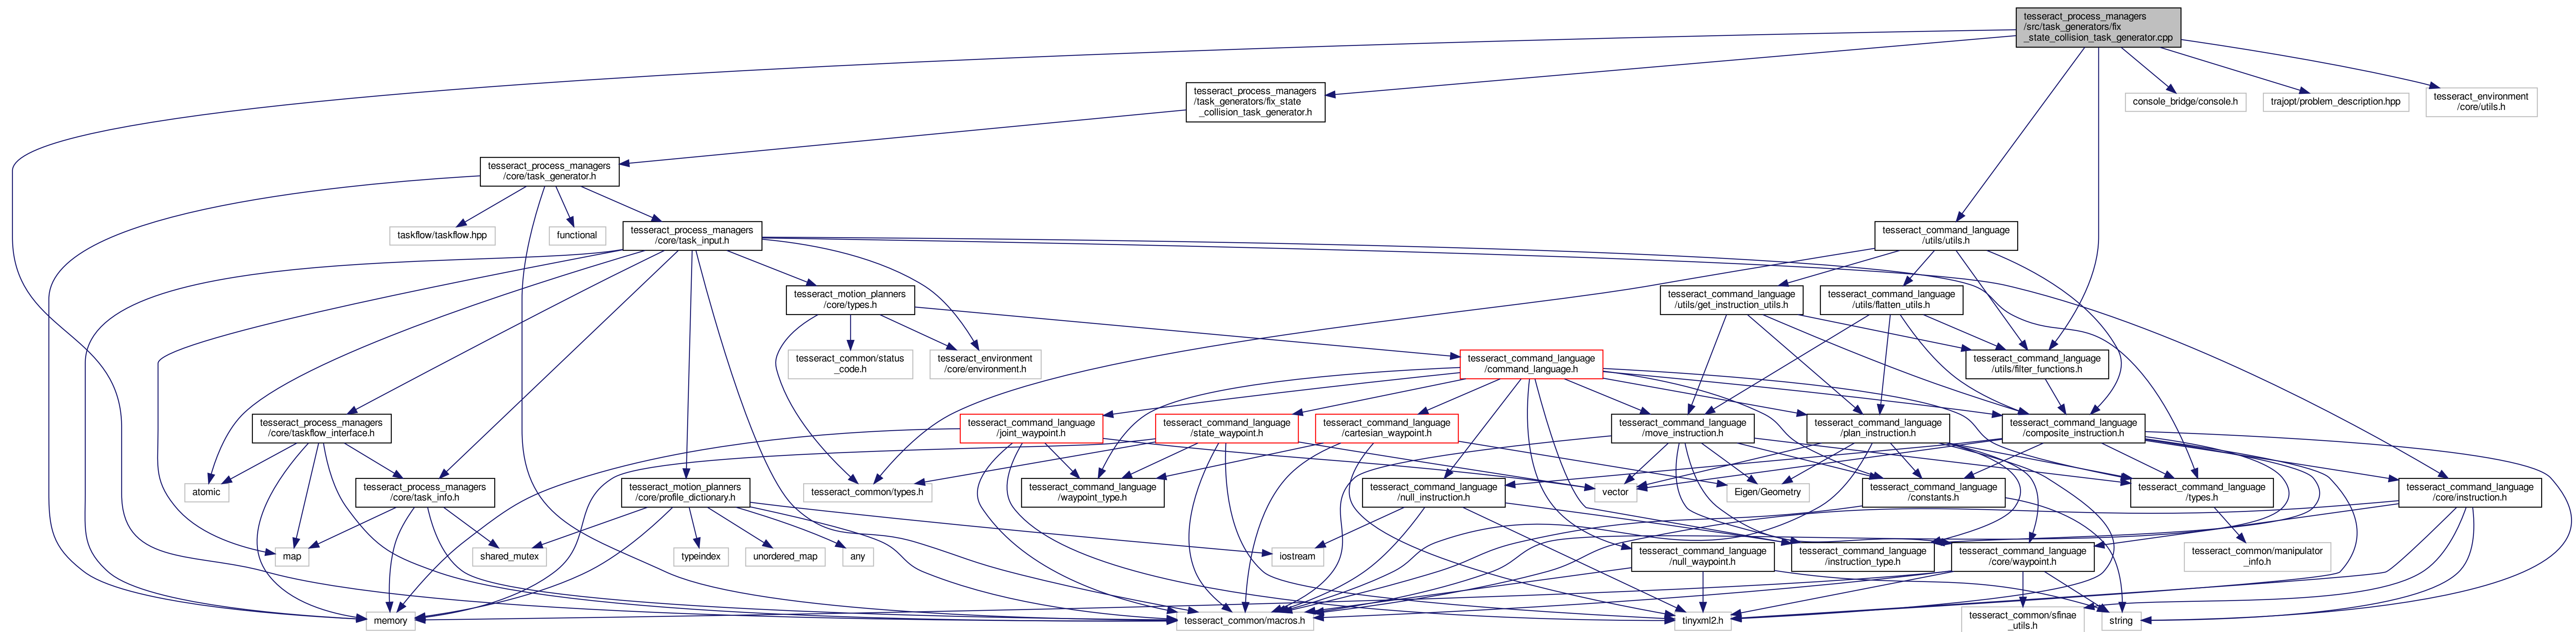 tesseract_process_managers
/src/task_generators/fix
_state_collision_task_generator.cpp
tesseract_process_managers
/task_generators/fix_state
_collision_task_generator.h
console_bridge/console.h
trajopt/problem_description.hpp
tesseract_environment
/core/utils.h
tesseract_process_managers
/core/task_generator.h
taskflow/taskflow.hpp
functional
tesseract_process_managers
/core/task_input.h
tesseract_command_language
/utils/utils.h
tesseract_motion_planners
/core/types.h
tesseract_command_language
/utils/get_instruction_utils.h
tesseract_command_language
/utils/flatten_utils.h
tesseract_common/status
_code.h
tesseract_environment
/core/environment.h
tesseract_command_language
/command_language.h
tesseract_command_language
/utils/filter_functions.h
tesseract_process_managers
/core/taskflow_interface.h
tesseract_command_language
/joint_waypoint.h
tesseract_command_language
/state_waypoint.h
tesseract_command_language
/cartesian_waypoint.h
tesseract_command_language
/move_instruction.h
tesseract_command_language
/plan_instruction.h
tesseract_command_language
/composite_instruction.h
atomic
tesseract_process_managers
/core/task_info.h
tesseract_motion_planners
/core/profile_dictionary.h
tesseract_common/types.h
tesseract_command_language
/waypoint_type.h
tesseract_command_language
/null_instruction.h
vector
Eigen/Geometry
tesseract_command_language
/constants.h
tesseract_command_language
/types.h
tesseract_command_language
/core/instruction.h
map
shared_mutex
typeindex
unordered_map
any
iostream
tesseract_command_language
/null_waypoint.h
tesseract_command_language
/instruction_type.h
tesseract_command_language
/core/waypoint.h
tesseract_common/manipulator
_info.h
memory
tesseract_common/macros.h
tinyxml2.h
tesseract_common/sfinae
_utils.h
string